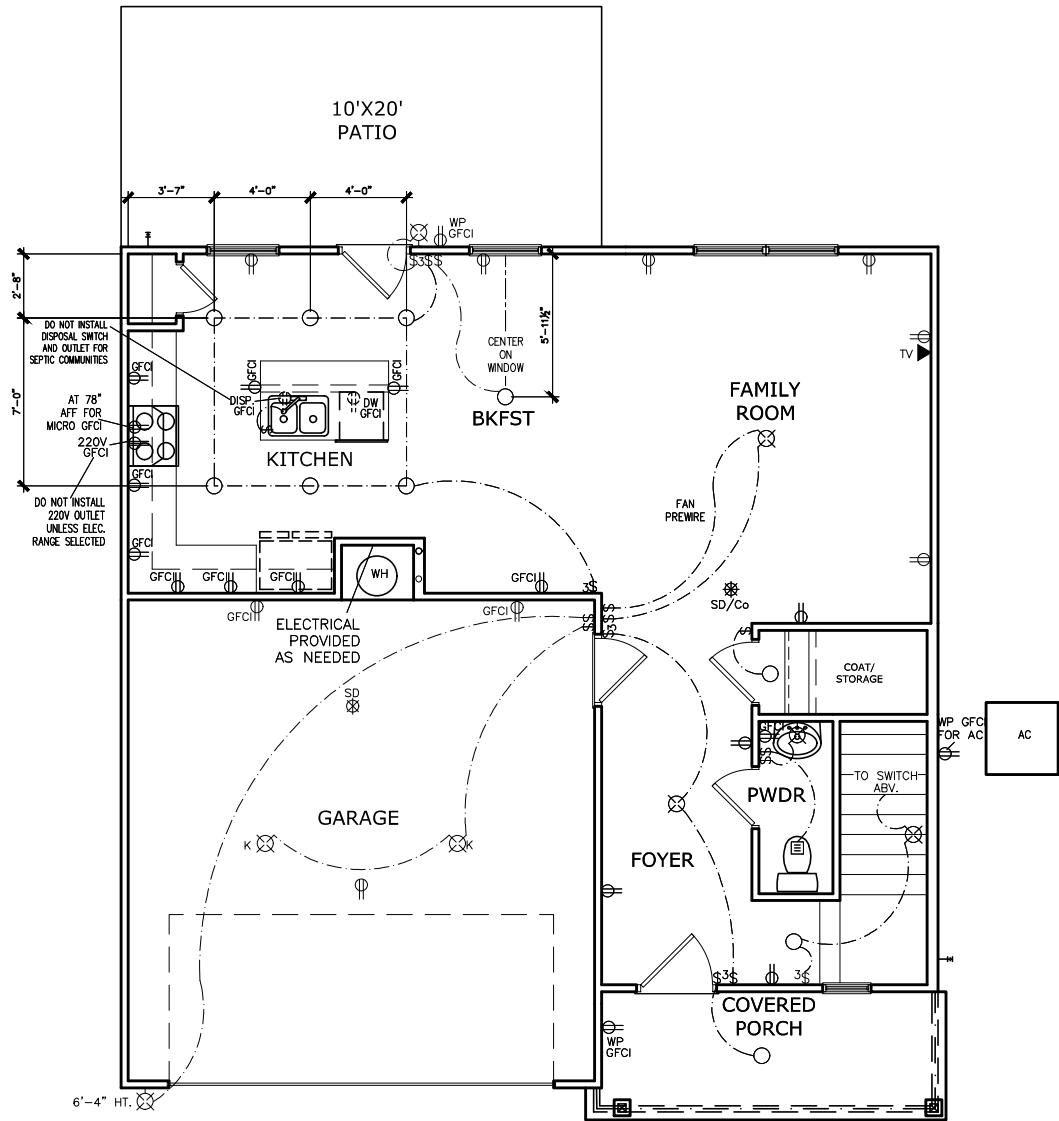 10'X20'
PATIO
3'-7"
4'-0"
4'-0"
WP
GFCI
$3$$
2'-8"
DO NOT INSTALL
DISPOSAL SWITCH
AND OUTLET FOR
SEPTIC COMMUNITIES
5'-11½"
CENTER
ON
WINDOW
TV
GFCI
GFCI
GFCI
7'-0"
AT 78"
AFF FOR
MICRO GFCI
DISP.
GFCI
DW
GFCI
$
FAMILY
ROOM
BKFST
220V
GFCI
KITCHEN
GFCI
DO NOT INSTALL
220V OUTLET
UNLESS ELEC.
RANGE SELECTED
FAN
PREWIRE
GFCI
GFCI
GFCI
GFCI
WH
GFCI
3$
SD/Co
GFCI
GFCI
$
$
$
$
$
3$
$
ELECTRICAL
PROVIDED
AS NEEDED
COAT/
STORAGE
SD
GFCI
$$
WP GFCI
FOR AC
AC
TO SWITCH
ABV.
PWDR
GARAGE
K
K
FOYER
$3$
3$
COVERED
PORCH
WP
GFCI
6'-4" HT.